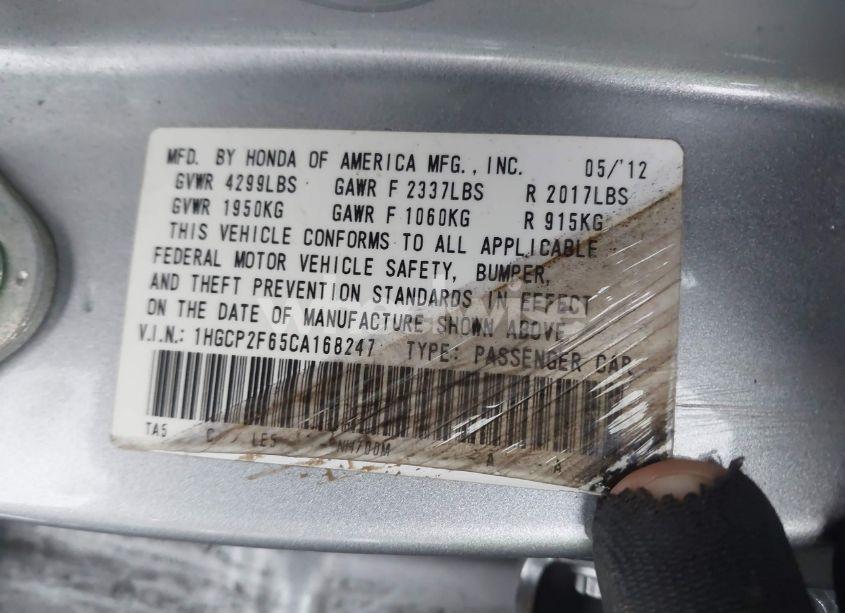 MFD. BY HONDA OF AMERICA MFG., INC. 05/'12
GVWR 4299LBS GAWR F 2337LBS R 2017LBS
GVWR 1950KG GAWR F 1060KG R 915KG
THIS VEHICLE CONFORMS TO ALL APPLICABLE
FEDERAL MOTOR VEHICLE SAFETY, BUMPER,
AND THEFT PREVENTION STANDARDS IN EFFECT
ON THE DATE OF MANUFACTURE SHOWN ABOVE
V.I.N.: 1HGCP2F65CA168247 TYPE: PASSENGER CAR
TA5 C LES NH700M A A